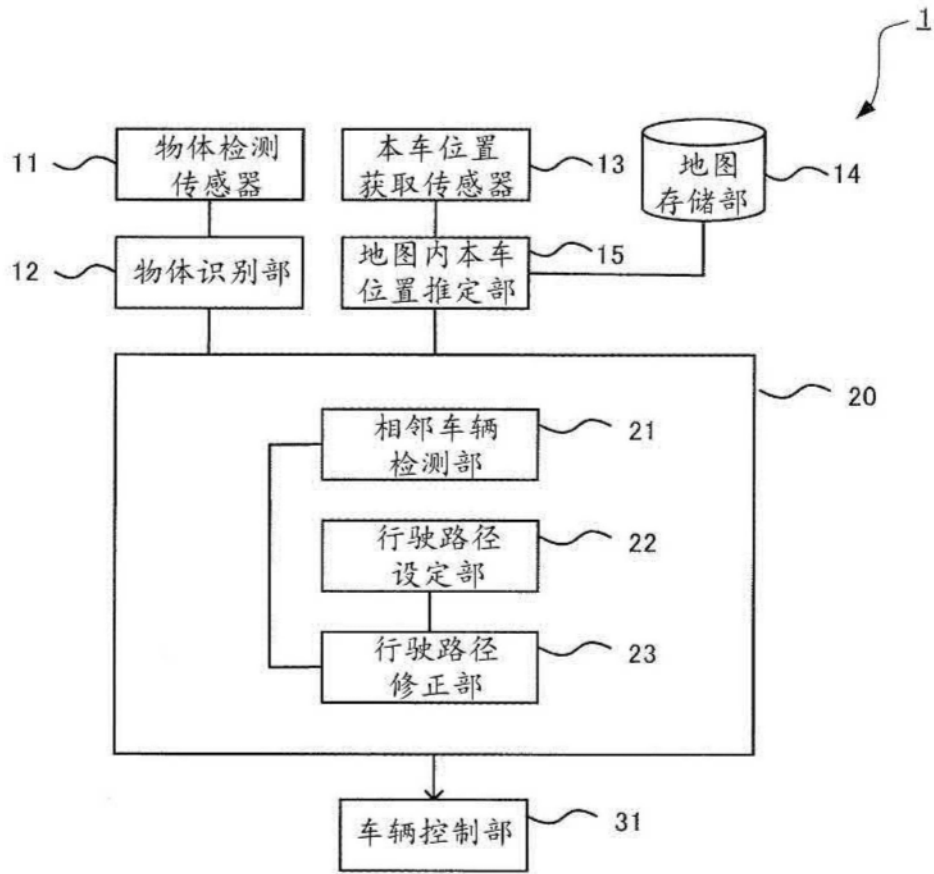 1
11
物体检测
传感器
本车位置
获取传感器
13
地图
存储部
14
12
物体识别部
地图内本车
位置推定部
15
20
相邻车辆
检测部
21
行驶路径
设定部
22
行驶路径
修正部
23
车辆控制部
31